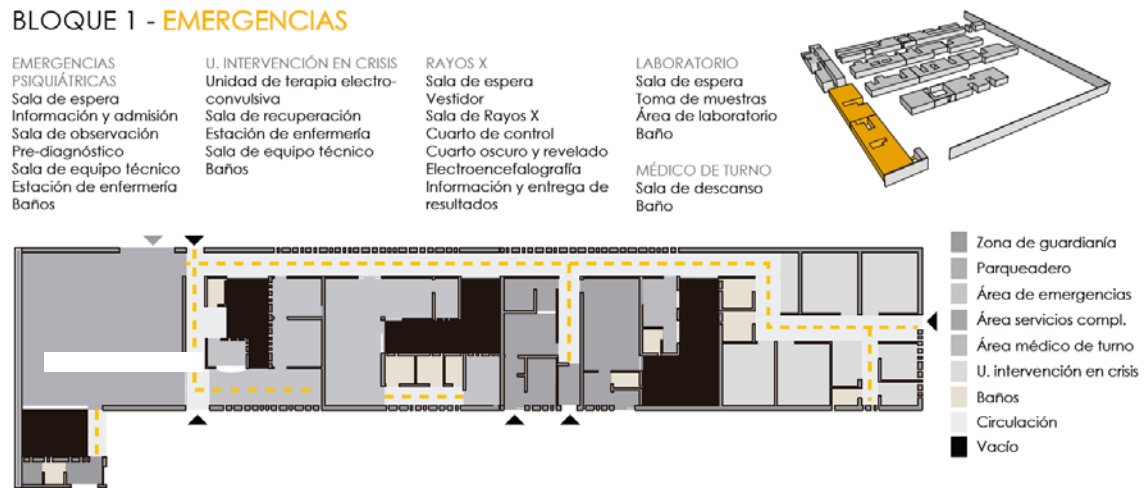 BLOQUE 1 - EMERGENCIAS
EMERGENCIAS
PSIQUIÁTRICAS
Sala de espera
Información y admisión
Sala de observación
Pre-diagnóstico
Sala de equipo técnico
Estación de enfermería
Baños
U. INTERVENCIÓN EN CRISIS
Unidad de terapia electro-
convulsiva
Sala de recuperación
Estación de enfermería
Sala de equipo técnico
Baños
RAYOS X
Sala de espera
Vestidor
Sala de Rayos X
Cuarto de control
Cuarto oscuro y revelado
Electroencefalografía
Información y entrega de
resultados
LABORATORIO
Sala de espera
Toma de muestras
Área de laboratorio
Baño
MÉDICO DE TURNO
Sala de descanso
Baño
Zona de guardianía
Parqueadero
Área de emergencias
Área servicios compl.
Área médico de turno
U. intervención en crisis
Baños
Circulación
Vacío